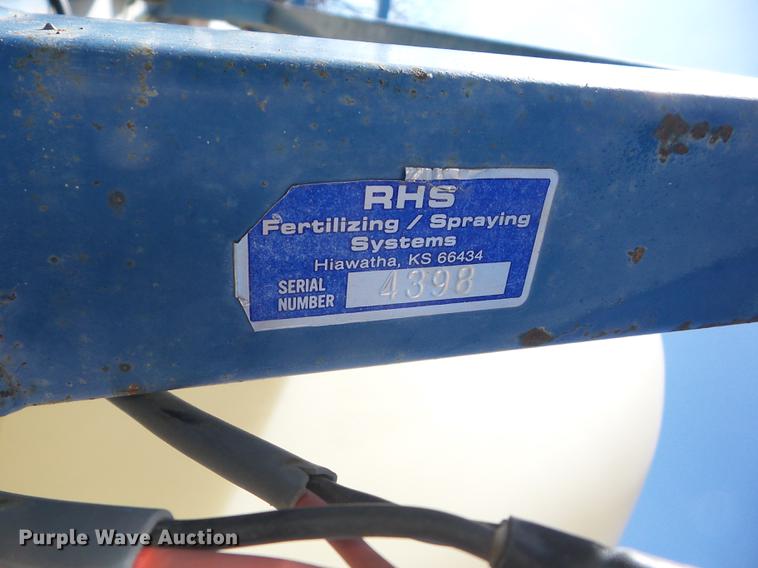 RHS
Fertilizing / Spraying
Systems
Hiawatha, KS 66434
SERIAL
NUMBER
4398
Purple Wave Auction